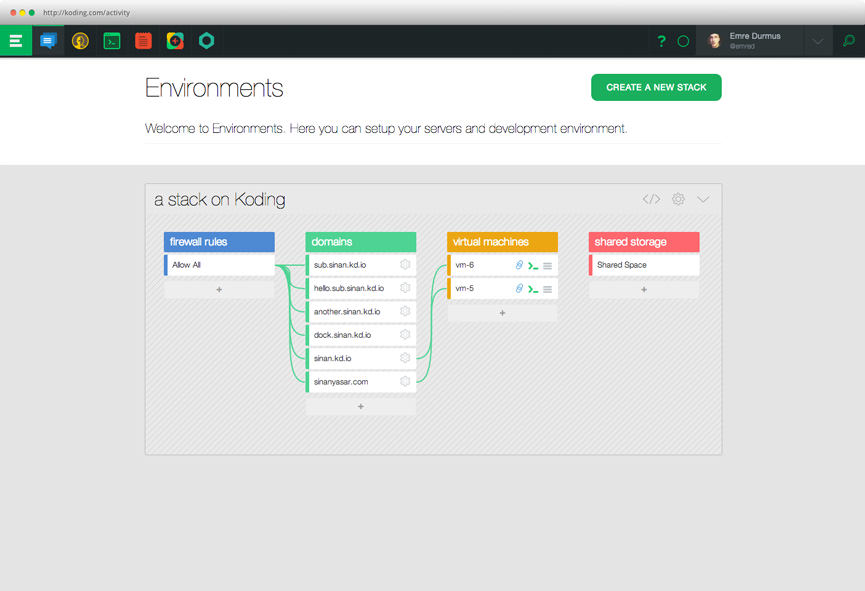 http://koding.com/activity
?
Emre Durmus
@emred
Environments
CREATE A NEW STACK
Welcome to Environments. Here you can setup your servers and development environment.
a stack on Koding
</>
firewall rules
Allow All
+
domains
sub.sinan.kd.io
hello.sub.sinan.kd.io
another.sinan.kd.io
dock.sinan.kd.io
sinan.kd.io
sinanyasar.com
+
virtual machines
vm-6
vm-5
+
shared storage
Shared Space
+